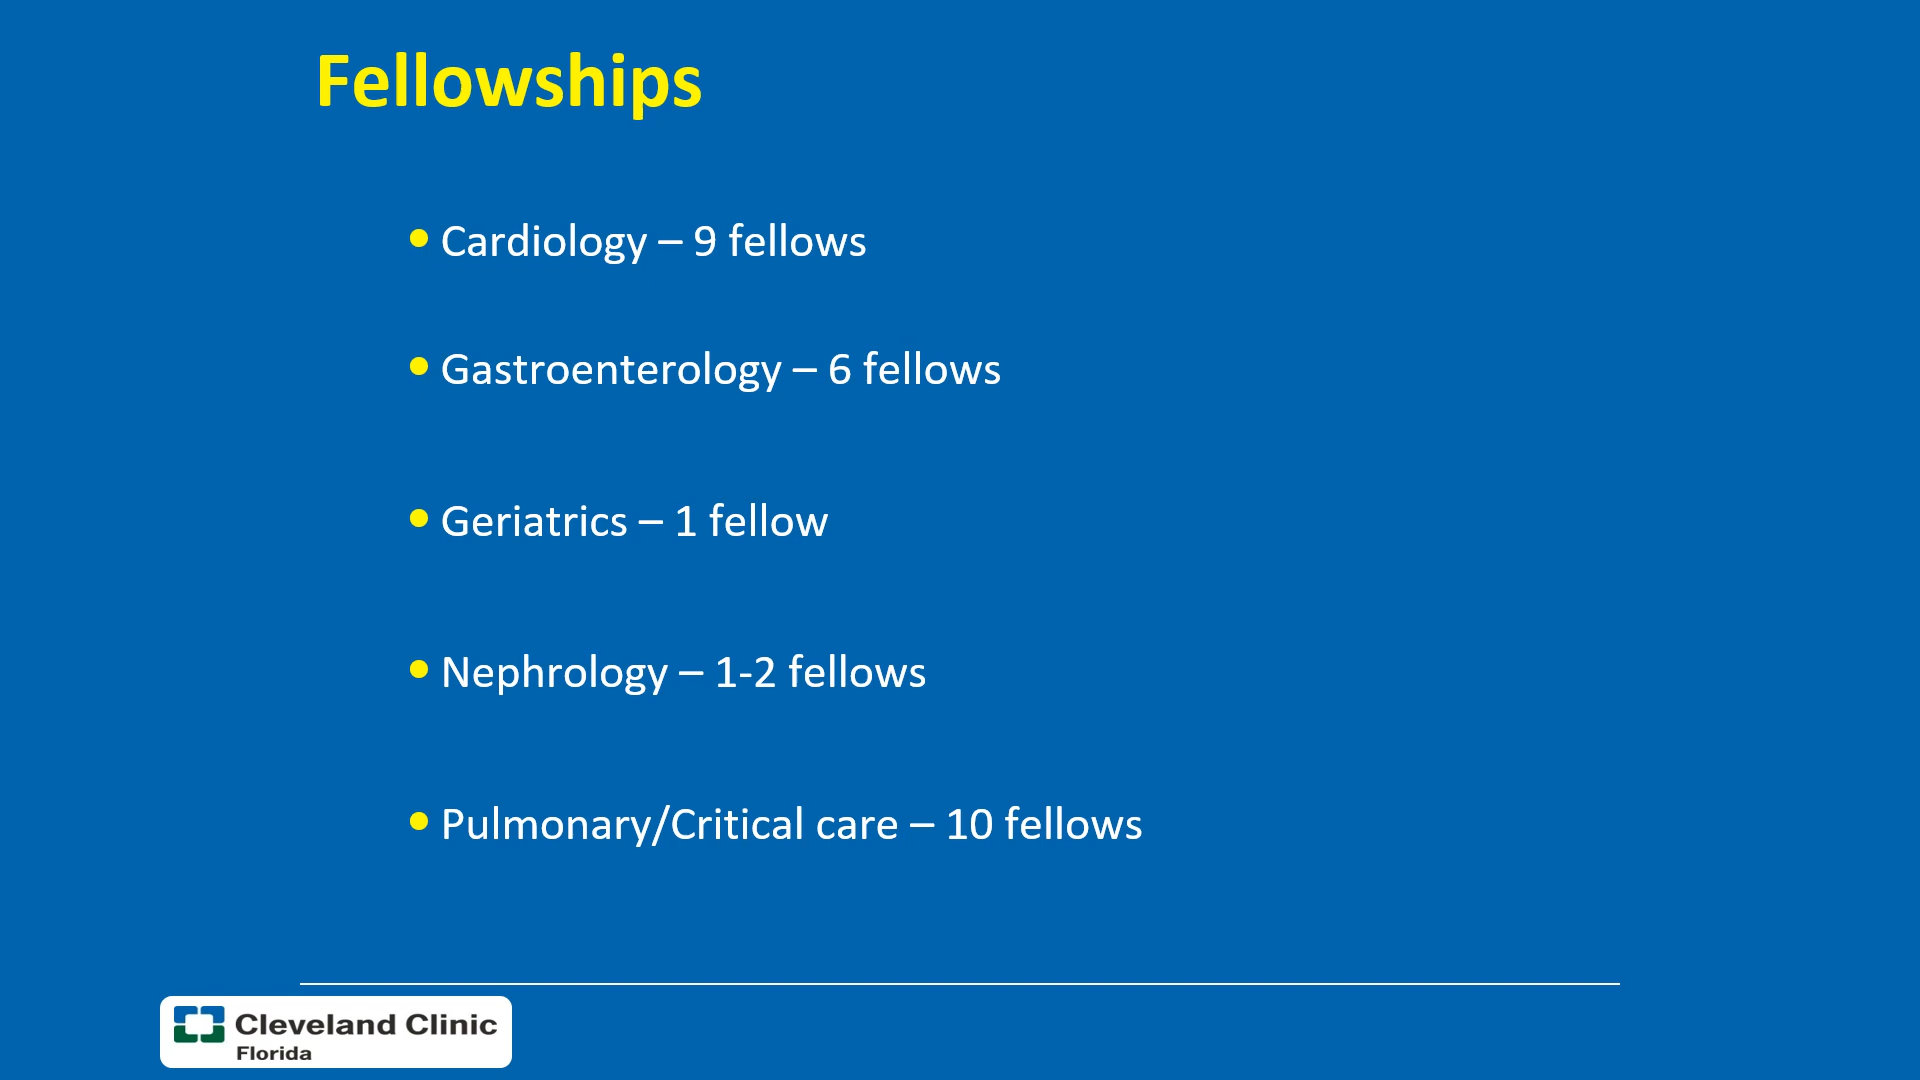 Fellowships
• Cardiology – 9 fellows
• Gastroenterology – 6 fellows
• Geriatrics – 1 fellow
• Nephrology – 1-2 fellows
• Pulmonary/Critical care – 10 fellows
Cleveland Clinic
Florida